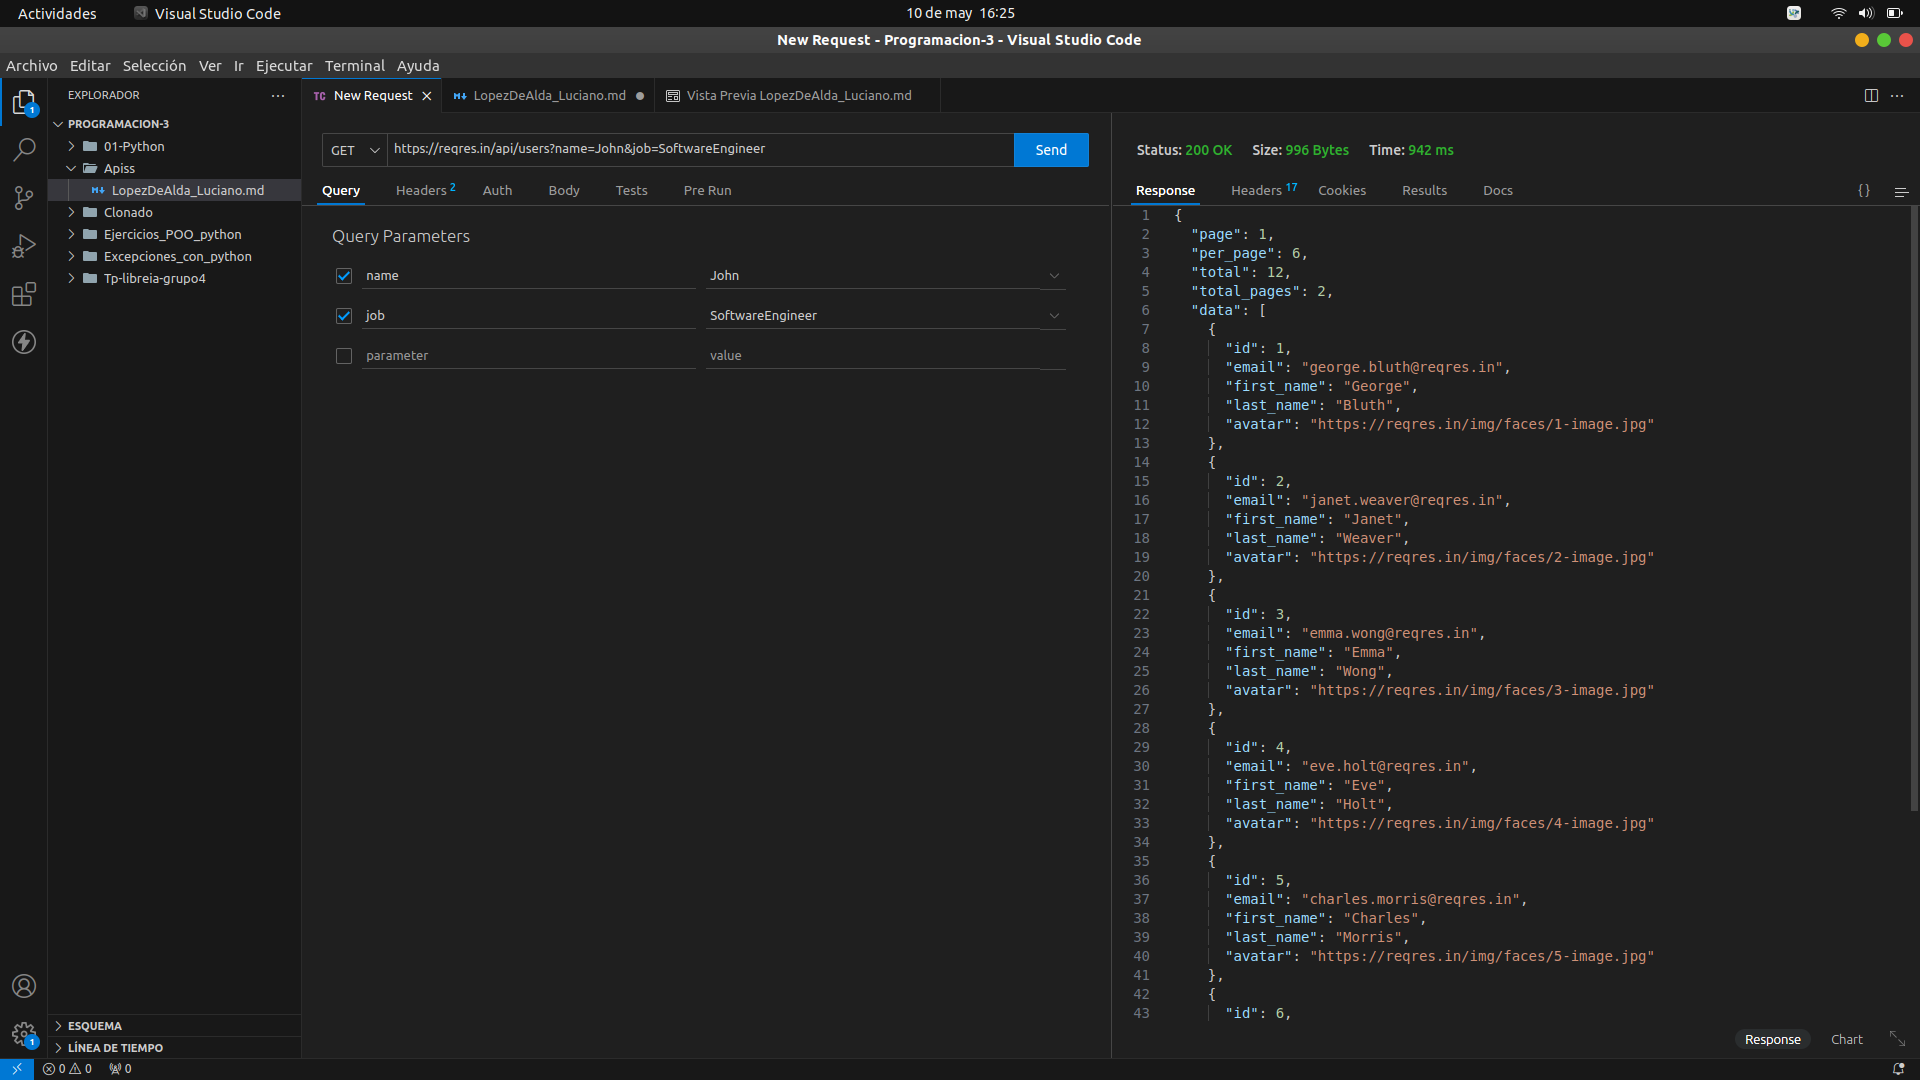 Actividades Visual Studio Code 10 de may 16:25
New Request - Programacion-3 - Visual Studio Code
Archivo Editar Selección Ver Ir Ejecutar Terminal Ayuda
EXPLORADOR
PROGRAMACION-3
01-Python
Apiss
LopezDeAlda_Luciano.md
Clonado
Ejercicios_POO_python
Excepciones_con_python
Tp-libreia-grupo4
ESQUEMA
LÍNEA DE TIEMPO
TC New Request LopezDeAlda_Luciano.md Vista Previa LopezDeAlda_Luciano.md
GET https://reqres.in/api/users?name=John&job=SoftwareEngineer Send
Query Headers 2 Auth Body Tests Pre Run
Query Parameters
name John
job SoftwareEngineer
parameter value
Status: 200 OK Size: 996 Bytes Time: 942 ms
Response Headers 17 Cookies Results Docs {}
1 {
2 "page": 1,
3 "per_page": 6,
4 "total": 12,
5 "total_pages": 2,
6 "data": [
7 {
8 "id": 1,
9 "email": "george.bluth@reqres.in",
10 "first_name": "George",
11 "last_name": "Bluth",
12 "avatar": "https://reqres.in/img/faces/1-image.jpg"
13 },
14 {
15 "id": 2,
16 "email": "janet.weaver@reqres.in",
17 "first_name": "Janet",
18 "last_name": "Weaver",
19 "avatar": "https://reqres.in/img/faces/2-image.jpg"
20 },
21 {
22 "id": 3,
23 "email": "emma.wong@reqres.in",
24 "first_name": "Emma",
25 "last_name": "Wong",
26 "avatar": "https://reqres.in/img/faces/3-image.jpg"
27 },
28 {
29 "id": 4,
30 "email": "eve.holt@reqres.in",
31 "first_name": "Eve",
32 "last_name": "Holt",
33 "avatar": "https://reqres.in/img/faces/4-image.jpg"
34 },
35 {
36 "id": 5,
37 "email": "charles.morris@reqres.in",
38 "first_name": "Charles",
39 "last_name": "Morris",
40 "avatar": "https://reqres.in/img/faces/5-image.jpg"
41 },
42 {
43 "id": 6,
Response Chart
1
1
0 0 0